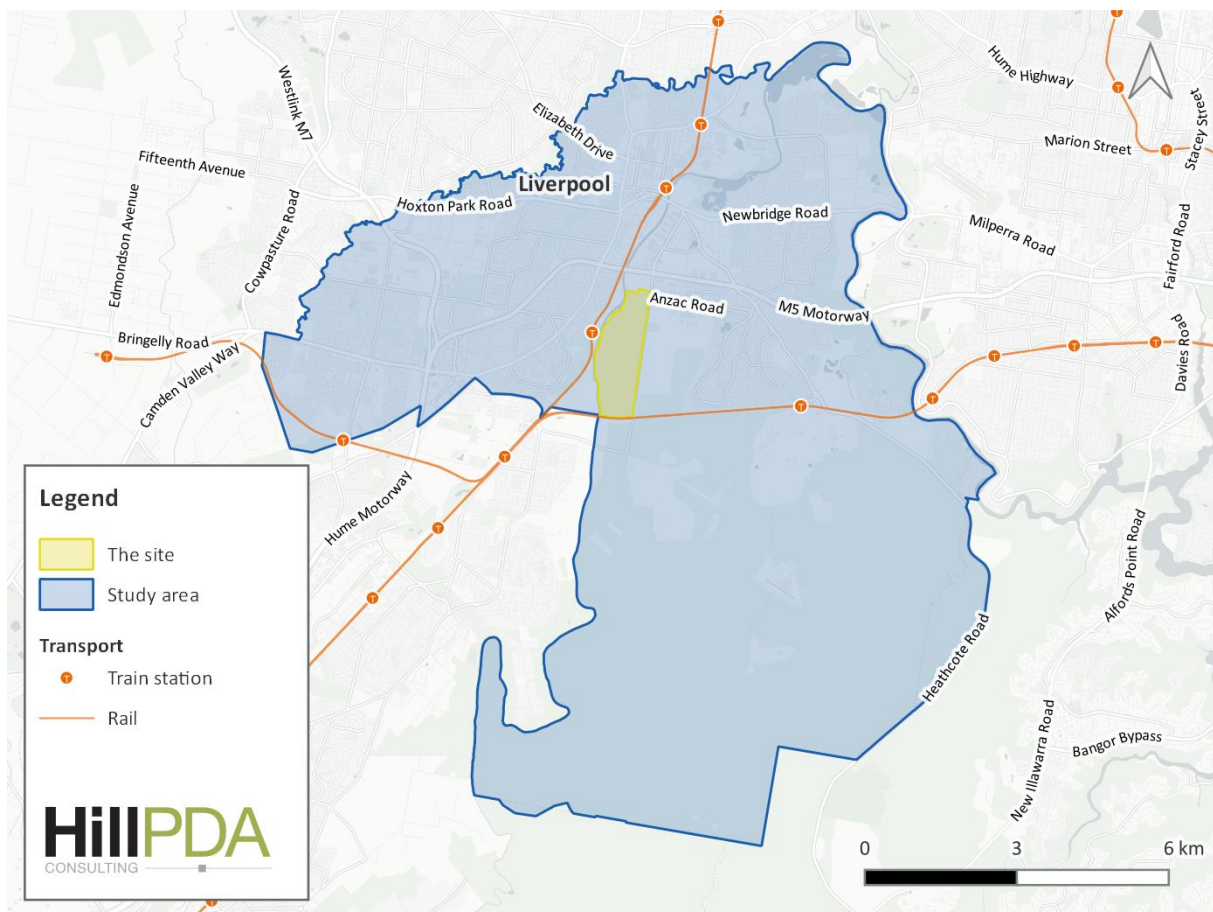 Hume Highway
Westlink M7
Elizabeth Drive
Marion Street
Stacey Street
Fifteenth Avenue
Liverpool
Hoxton Park Road
Newbridge Road
Milperra Road
Edmondson Avenue
Cowpasture Road
Fairford Road
Anzac Road
M5 Motorway
Bringelly Road
Camden Valley Way
Davies Road
Hume Motorway
Alfords Point Road
Heathcote Road
New Illawarra Road
Bangor Bypass
Legend
The site
Study area
Transport
T Train station
Rail
HillPDA
CONSULTING
0 3 6 km